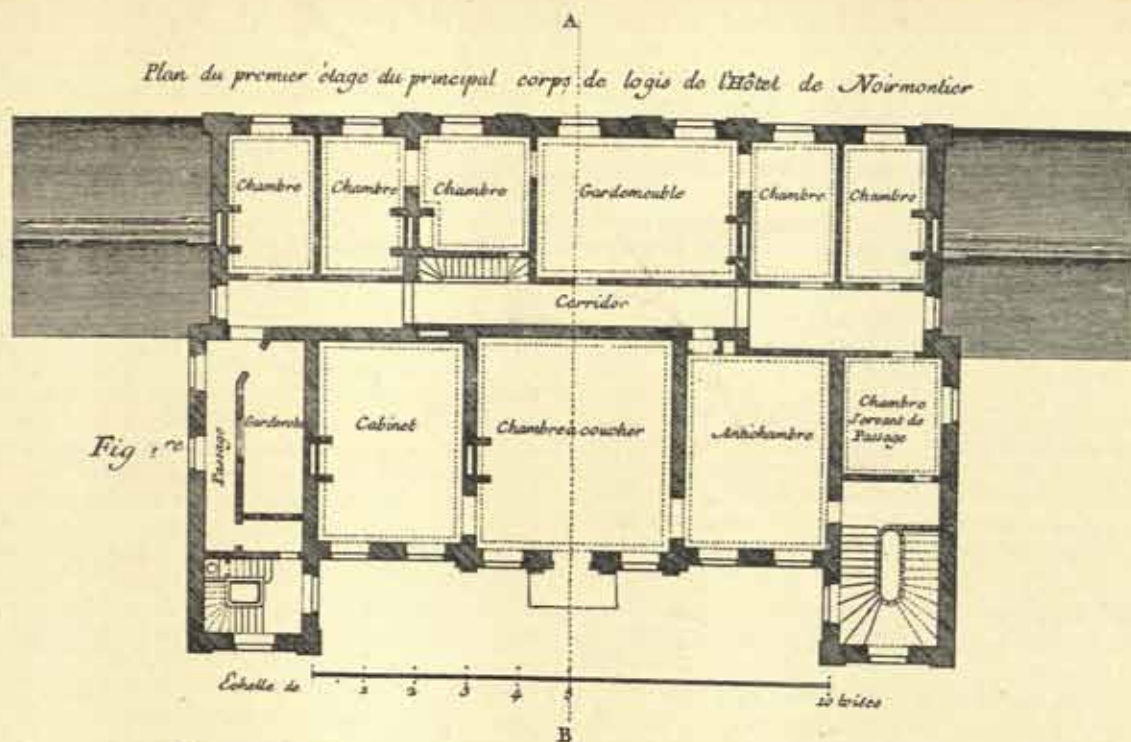 A
Plan du premier étage du principal corps de logis de l'Hôtel de Noirmontier
Chambre
Chambre
Chambre
Gardemeuble
Chambre
Chambre
Corridor
Fig 1re
Passage
Garderobe
Cabinet
Chambre à coucher
Antichambre
Chambre
Servant de
Passage
Echelle de 1 2 3 4 5 10 toises
B